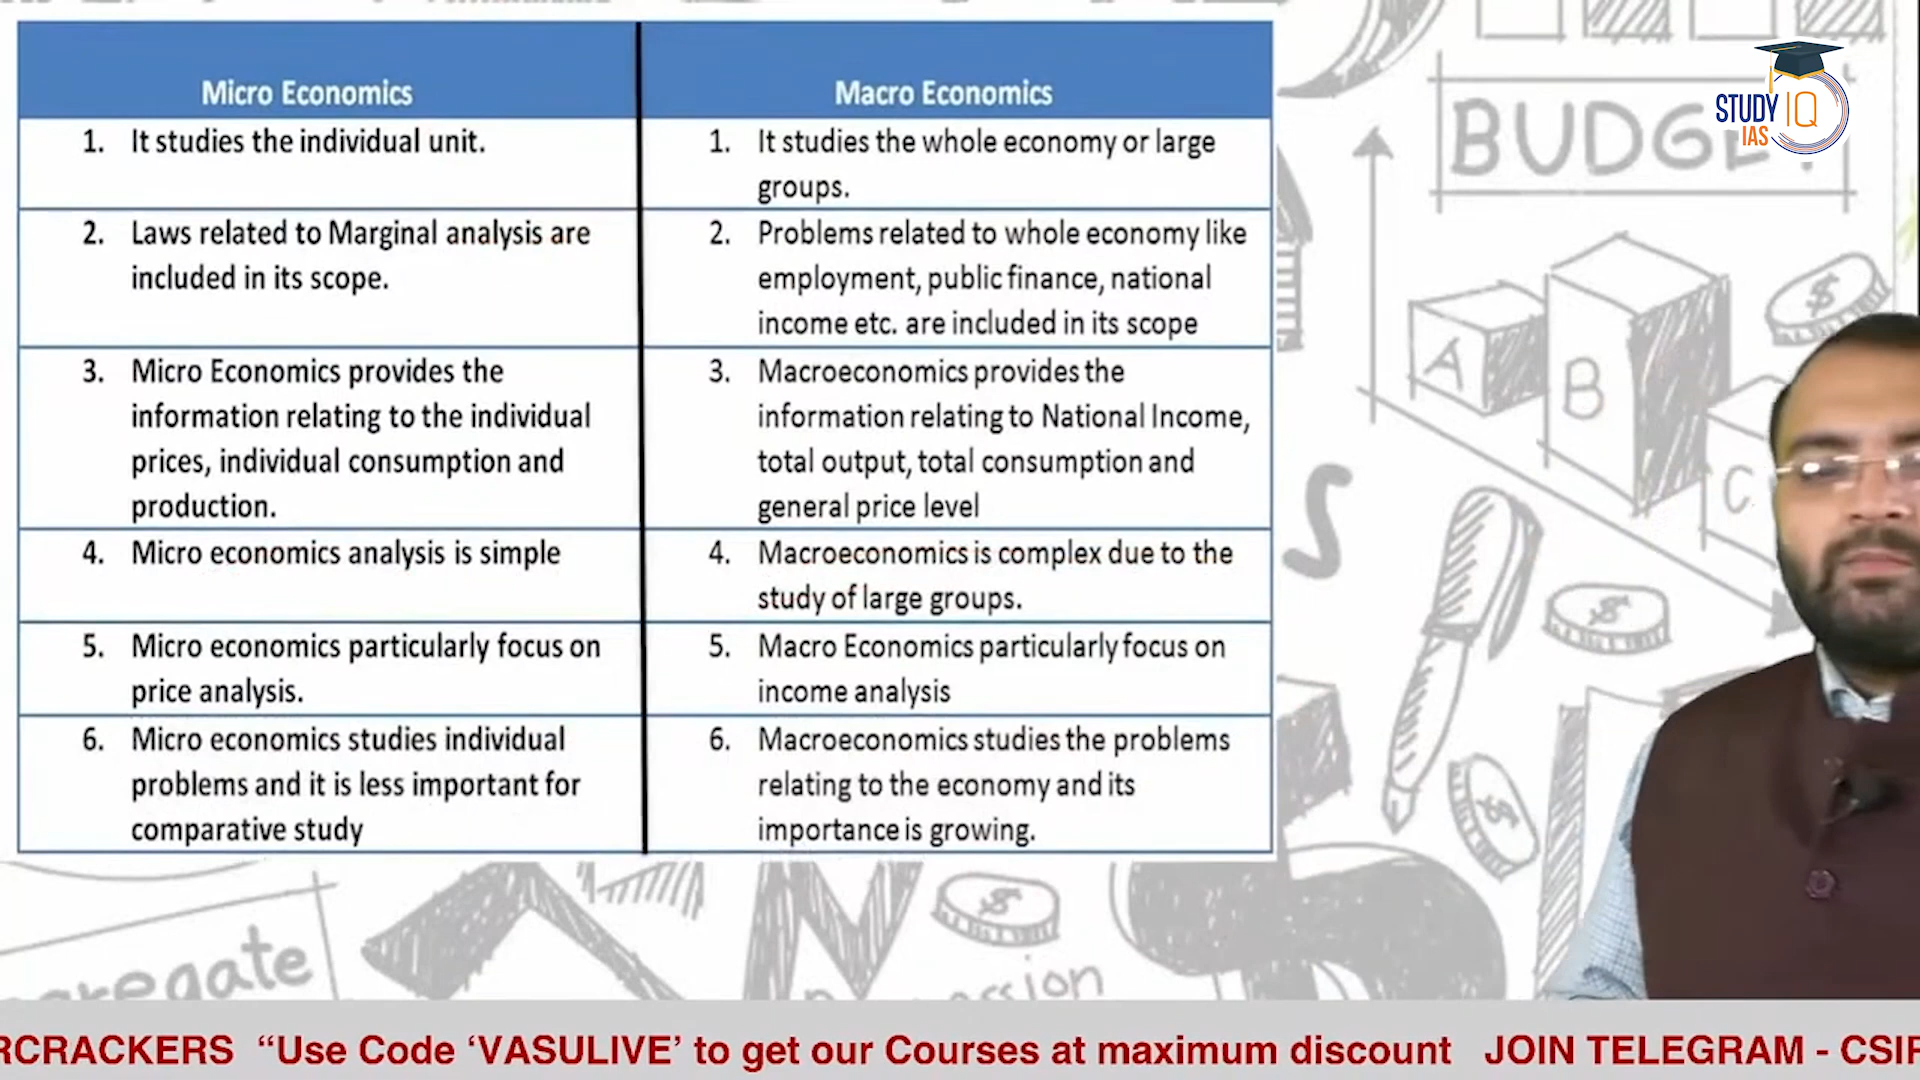 Micro Economics
Macro Economics
1. It studies the individual unit.
1. It studies the whole economy or large
groups.
2. Laws related to Marginal analysis are
included in its scope.
2. Problems related to whole economy like
employment, public finance, national
income etc. are included in its scope
3. Micro Economics provides the
information relating to the individual
prices, individual consumption and
production.
3. Macroeconomics provides the
information relating to National Income,
total output, total consumption and
general price level
4. Micro economics analysis is simple
4. Macroeconomics is complex due to the
study of large groups.
5. Micro economics particularly focus on
price analysis.
5. Macro Economics particularly focus on
income analysis
6. Micro economics studies individual
problems and it is less important for
comparative study
6. Macroeconomics studies the problems
relating to the economy and its
importance is growing.
STUDY IQ
IAS
A
B
C
S
RCRACKERS “Use Code ‘VASULIVE’ to get our Courses at maximum discount JOIN TELEGRAM -